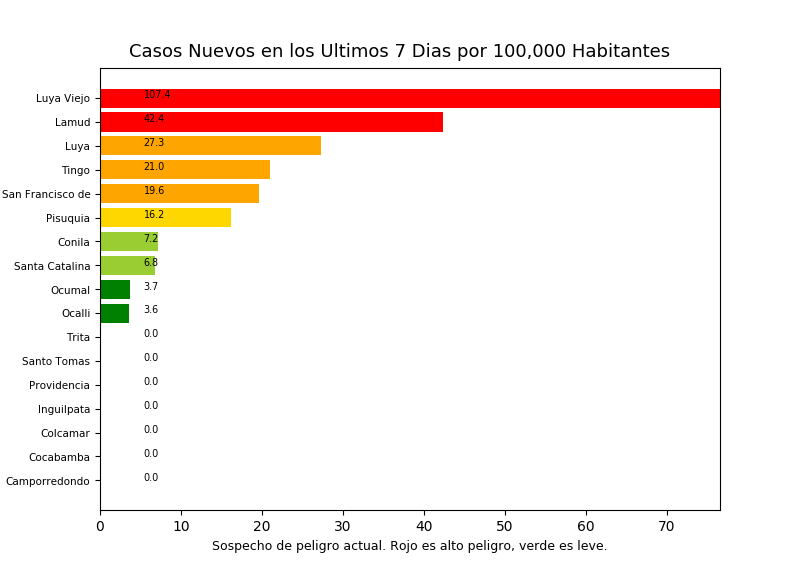 Casos Nuevos en los Ultimos 7 Dias por 100,000 Habitantes
Luya Viejo 107.4
Lamud 42.4
Luya 27.3
Tingo 21.0
San Francisco de 19.6
Pisuquia 16.2
Conila 7.2
Santa Catalina 6.8
Ocumal 3.7
Ocalli 3.6
Trita 0.0
Santo Tomas 0.0
Providencia 0.0
Inguilpata 0.0
Colcamar 0.0
Cocabamba 0.0
Camporredondo 0.0
0 10 20 30 40 50 60 70
Sospecho de peligro actual. Rojo es alto peligro, verde es leve.